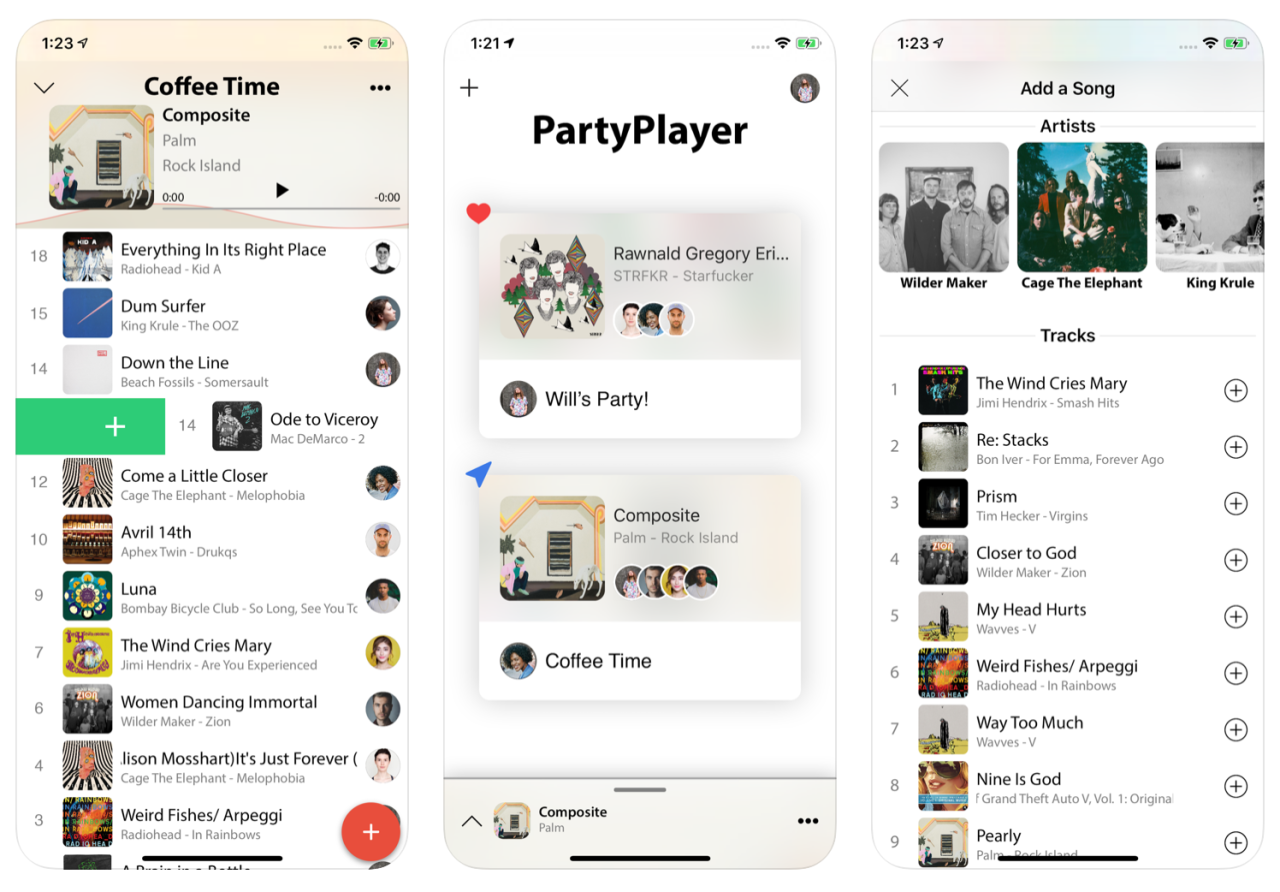 1:23
Coffee Time
Composite
Palm
Rock Island
0:00
-0:00
18
Everything In Its Right Place
Radiohead - Kid A
15
Dum Surfer
King Krule - The OOZ
14
Down the Line
Beach Fossils - Somersault
14
Ode to Viceroy
Mac DeMarco - 2
12
Come a Little Closer
Cage The Elephant - Melophobia
10
Avril 14th
Aphex Twin - Drukqs
9
Luna
Bombay Bicycle Club - So Long, See You To
7
The Wind Cries Mary
Jimi Hendrix - Are You Experienced
6
Women Dancing Immortal
Wilder Maker - Zion
4
lison Mosshart)It's Just Forever (
Cage The Elephant - Melophobia
3
Weird Fishes/ Arpeggi
Radiohead - In Rainbows
A Brain in a Bottle
1:21
PartyPlayer
Rawnald Gregory Eri...
STRFKR - Starfucker
Will's Party!
Composite
Palm - Rock Island
Coffee Time
Composite
Palm
1:23
Add a Song
Artists
Wilder Maker
Cage The Elephant
King Krule
Tracks
1
The Wind Cries Mary
Jimi Hendrix - Smash Hits
2
Re: Stacks
Bon Iver - For Emma, Forever Ago
3
Prism
Tim Hecker - Virgins
4
Closer to God
Wilder Maker - Zion
5
My Head Hurts
Wavves - V
6
Weird Fishes/ Arpeggi
Radiohead - In Rainbows
7
Way Too Much
Wavves - V
8
Nine Is God
f Grand Theft Auto V, Vol. 1: Original
9
Pearly
Palm - Rock Island